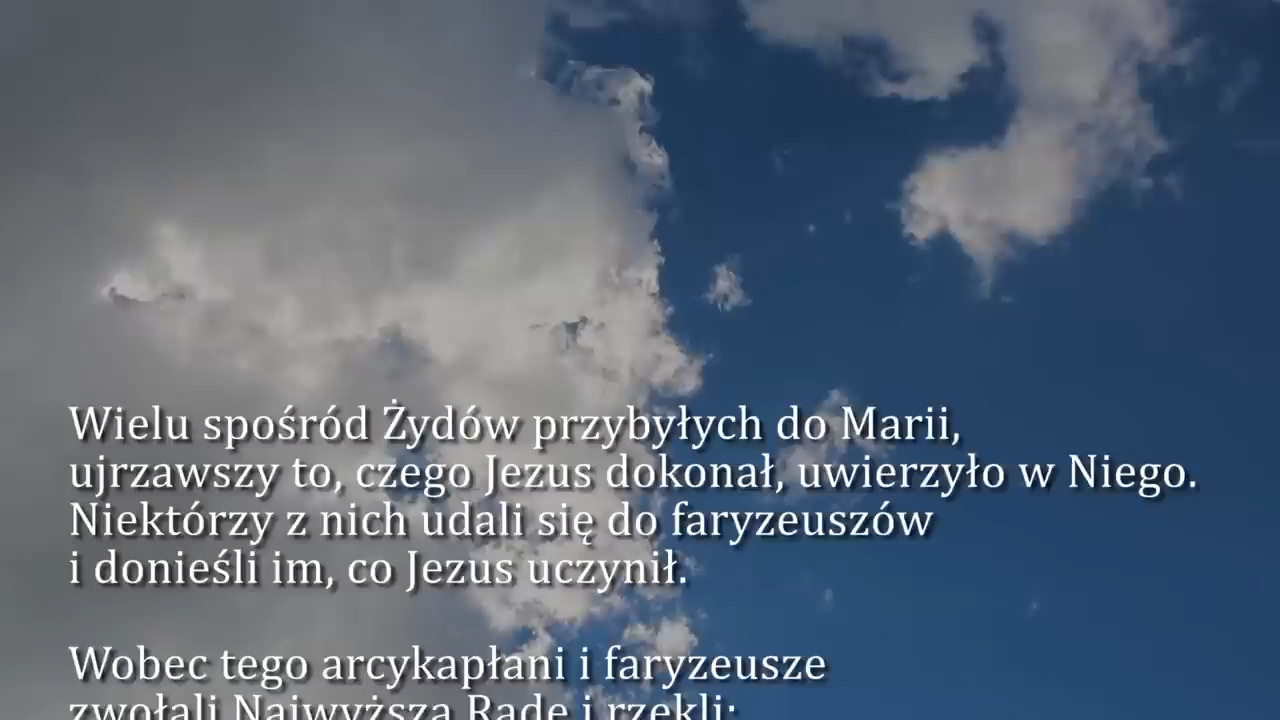 Wielu spośród Żydów przybyłych do Marii,
ujrzawszy to, czego Jezus dokonał, uwierzyło w Niego.
Niektórzy z nich udali się do faryzeuszów
i donieśli im, co Jezus uczynił.
Wobec tego arcykapłani i faryzeusze
zwołali Najwyższą Radę i rzekli: